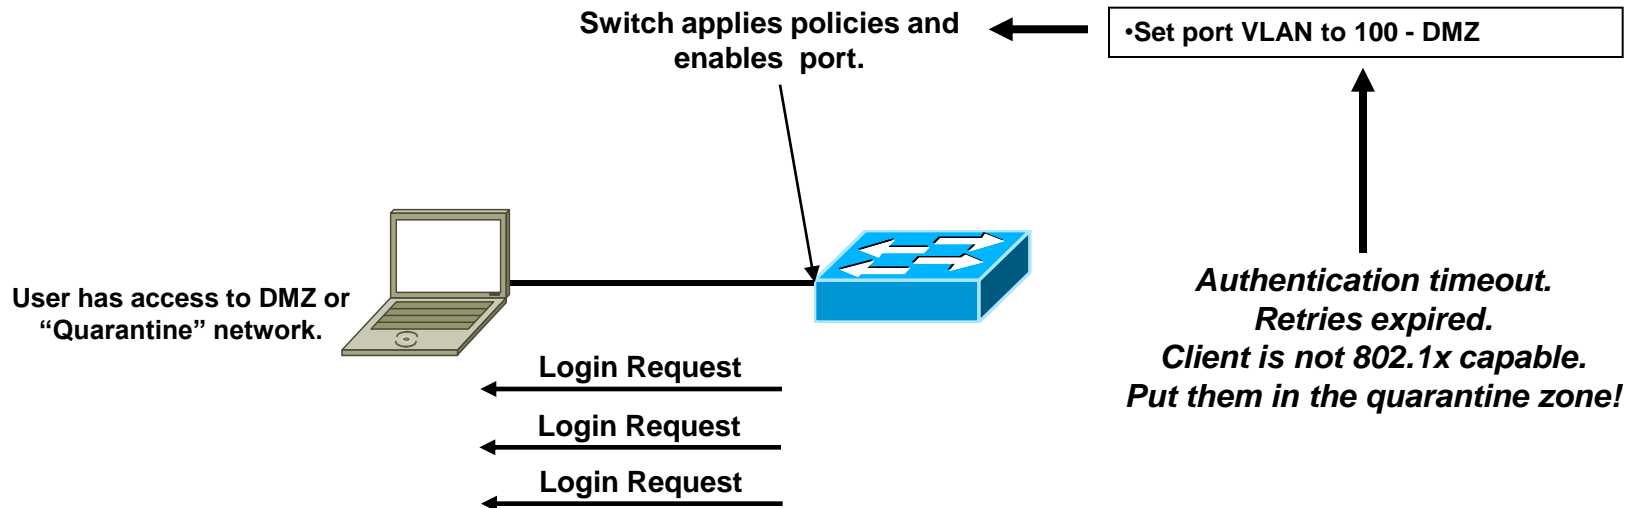 Switch applies policies and
enables port.
•Set port VLAN to 100 - DMZ
User has access to DMZ or
“Quarantine” network.
Authentication timeout.
Retries expired.
Client is not 802.1x capable.
Put them in the quarantine zone!
Login Request
Login Request
Login Request